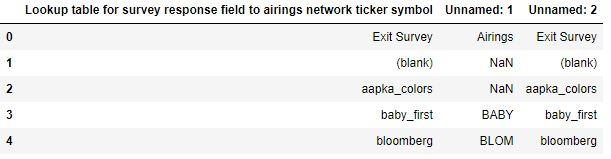 Lookup table for survey response field to airings network ticker symbol Unnamed: 1 Unnamed: 2
0 Exit Survey Airings Exit Survey
1 (blank) NaN (blank)
2 aapka_colors NaN aapka_colors
3 baby_first BABY baby_first
4 bloomberg BLOM bloomberg